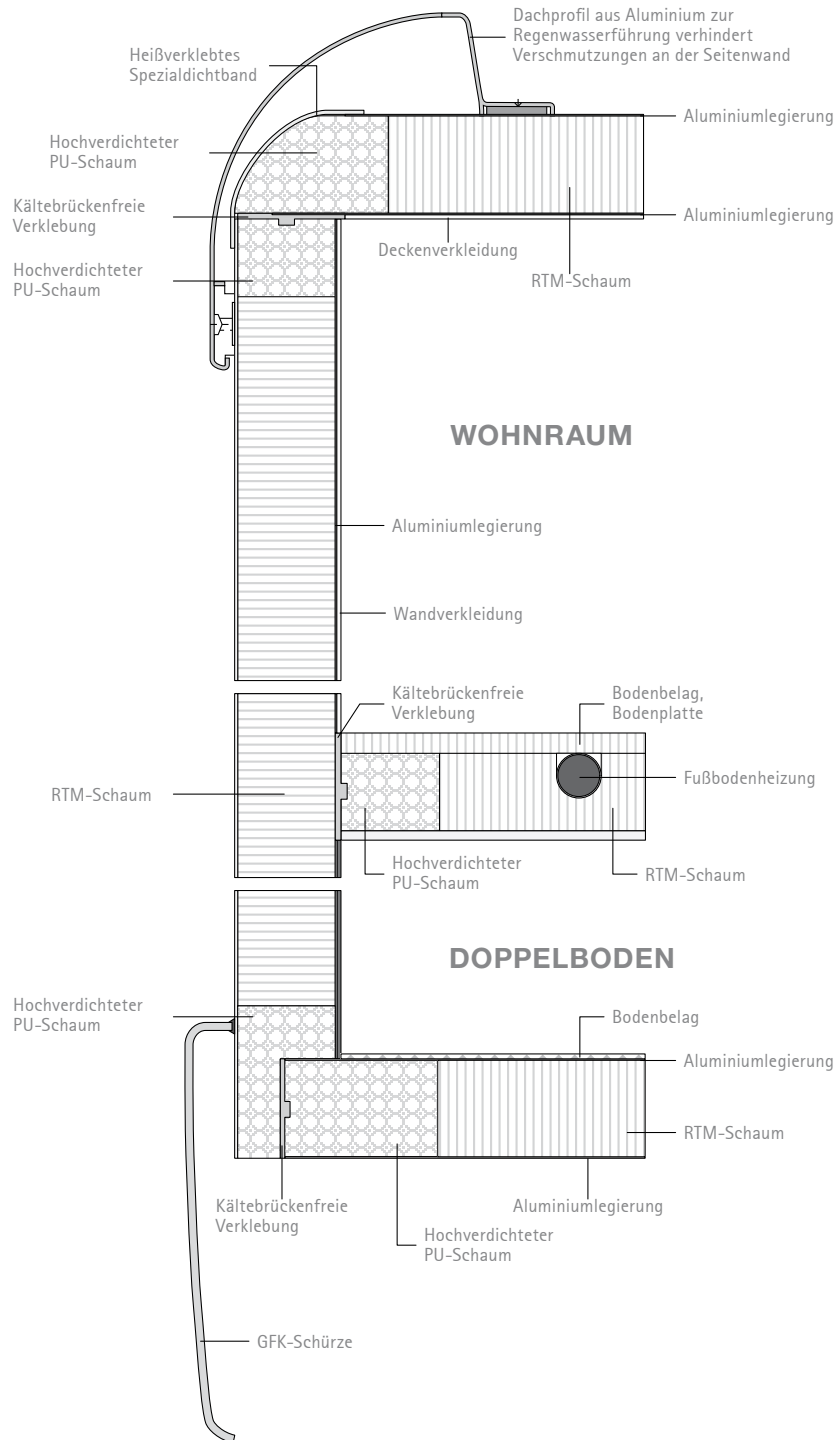 Dachprofil aus Aluminium zur
Regenwasserführung verhindert
Verschmutzungen an der Seitenwand
Heißverklebtes
Spezialdichtband
Aluminiumlegierung
Hochverdichteter
PU-Schaum
Kältebrückenfreie
Verklebung
Aluminiumlegierung
Deckenverkleidung
Hochverdichteter
PU-Schaum
RTM-Schaum
WOHNRAUM
Aluminiumlegierung
Wandverkleidung
Kältebrückenfreie
Verklebung
Bodenbelag,
Bodenplatte
Fußbodenheizung
RTM-Schaum
Hochverdichteter
PU-Schaum
RTM-Schaum
DOPPELBODEN
Hochverdichteter
PU-Schaum
Bodenbelag
Aluminiumlegierung
RTM-Schaum
Kältebrückenfreie
Verklebung
Aluminiumlegierung
Hochverdichteter
PU-Schaum
GFK-Schürze